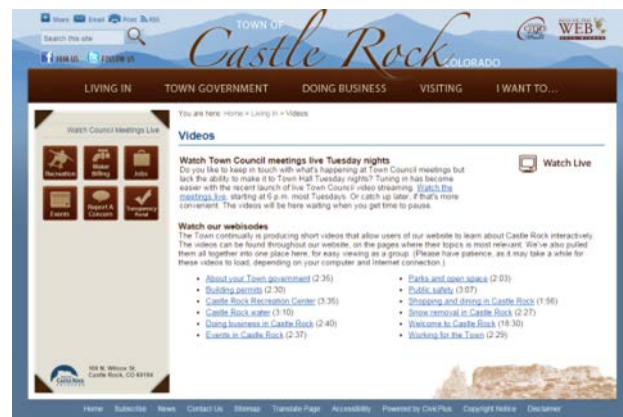 Share Email Print RSS
Search this site
JOIN US FOLLOW US
TOWN OF
Castle Rock
COLORADO
WEB
LIVING IN TOWN GOVERNMENT DOING BUSINESS VISITING I WANT TO...
Watch Council Meetings Live
Recreation
Water Billing
Jobs
Events
Report A Concern
Transparency Portal
100 N. Wilcox St.
Castle Rock, CO 80104
You are here: Home > Living In > Videos
Videos
Watch Town Council meetings live Tuesday nights
Do you like to keep in touch with what's happening at Town Council meetings but
lack the ability to make it to Town Hall Tuesday nights? Tuning in has become
easier with the recent launch of live Town Council video streaming. Watch the
meetings live, starting at 6 p.m. most Tuesdays. Or catch up later, if that's more
convenient. The videos will be here waiting when you get time to pause.
Watch Live
Watch our webisodes
The Town continually is producing short videos that allow users of our website to learn about Castle Rock interactively.
The videos can be found throughout our website, on the pages where their topics is most relevant. We've also pulled
them all together into one place here, for easy viewing as a group. (Please have patience, as it may take a while for
these videos to load, depending on your computer and Internet connection.)
About your Town government (2:35)
Building permits (2:30)
Castle Rock Recreation Center (3:35)
Castle Rock water (3:10)
Doing business in Castle Rock (2:40)
Events in Castle Rock (2:37)
Parks and open space (2:03)
Public safety (3:07)
Shopping and dining in Castle Rock (1:56)
Snow removal in Castle Rock (2:27)
Welcome to Castle Rock (18:30)
Working for the Town (2:29)
Home Subscribe News Contact Us Sitemap Translate Page Accessibility Powered by CivicPlus Copyright Notice Disclaimer